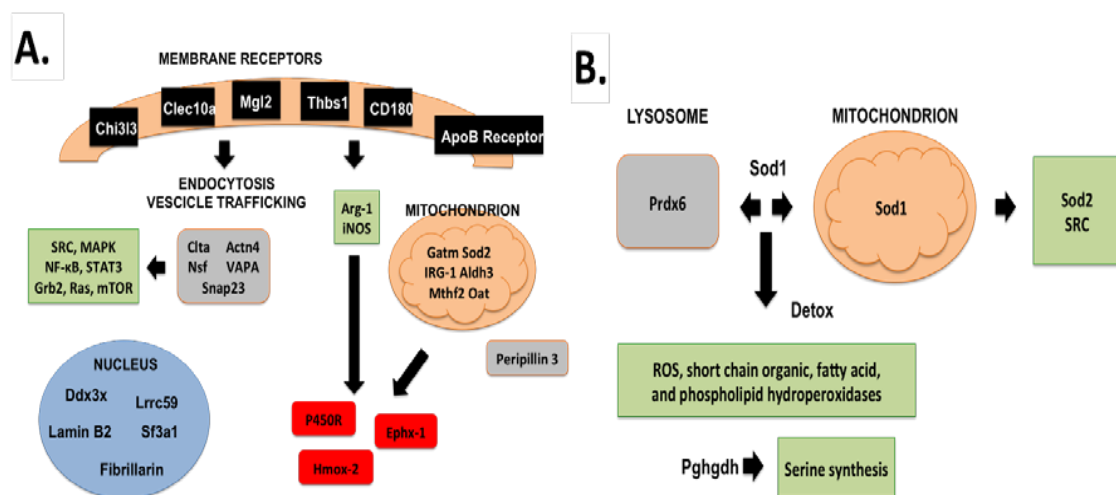 A.
MEMBRANE RECEPTORS
Chi3l3
Clec10a
Mgl2
Thbs1
CD180
ApoB Receptor
ENDOCYTOSIS
VESCICLE TRAFFICKING
SRC, MAPK
NF-κB, STAT3
Grb2, Ras, mTOR
Clta Actn4
Nsf VAPA
Snap23
Arg-1
iNOS
MITOCHONDRION
Gatm Sod2
IRG-1 Aldh3
Mthf2 Oat
Peripillin 3
NUCLEUS
Ddx3x
Lrrc59
Lamin B2
Sf3a1
Fibrillarin
P450R
Ephx-1
Hmox-2
B.
LYSOSOME
MITOCHONDRION
Prdx6
Sod1
Sod1
Sod2
SRC
Detox
ROS, short chain organic, fatty acid,
and phospholipid hydroperoxidases
Pghgdh
Serine synthesis